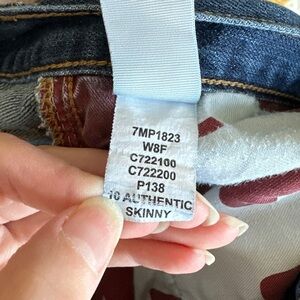 7MP1823
W8F
C722100
C722200
P138
10 AUTHENTIC
SKINNY